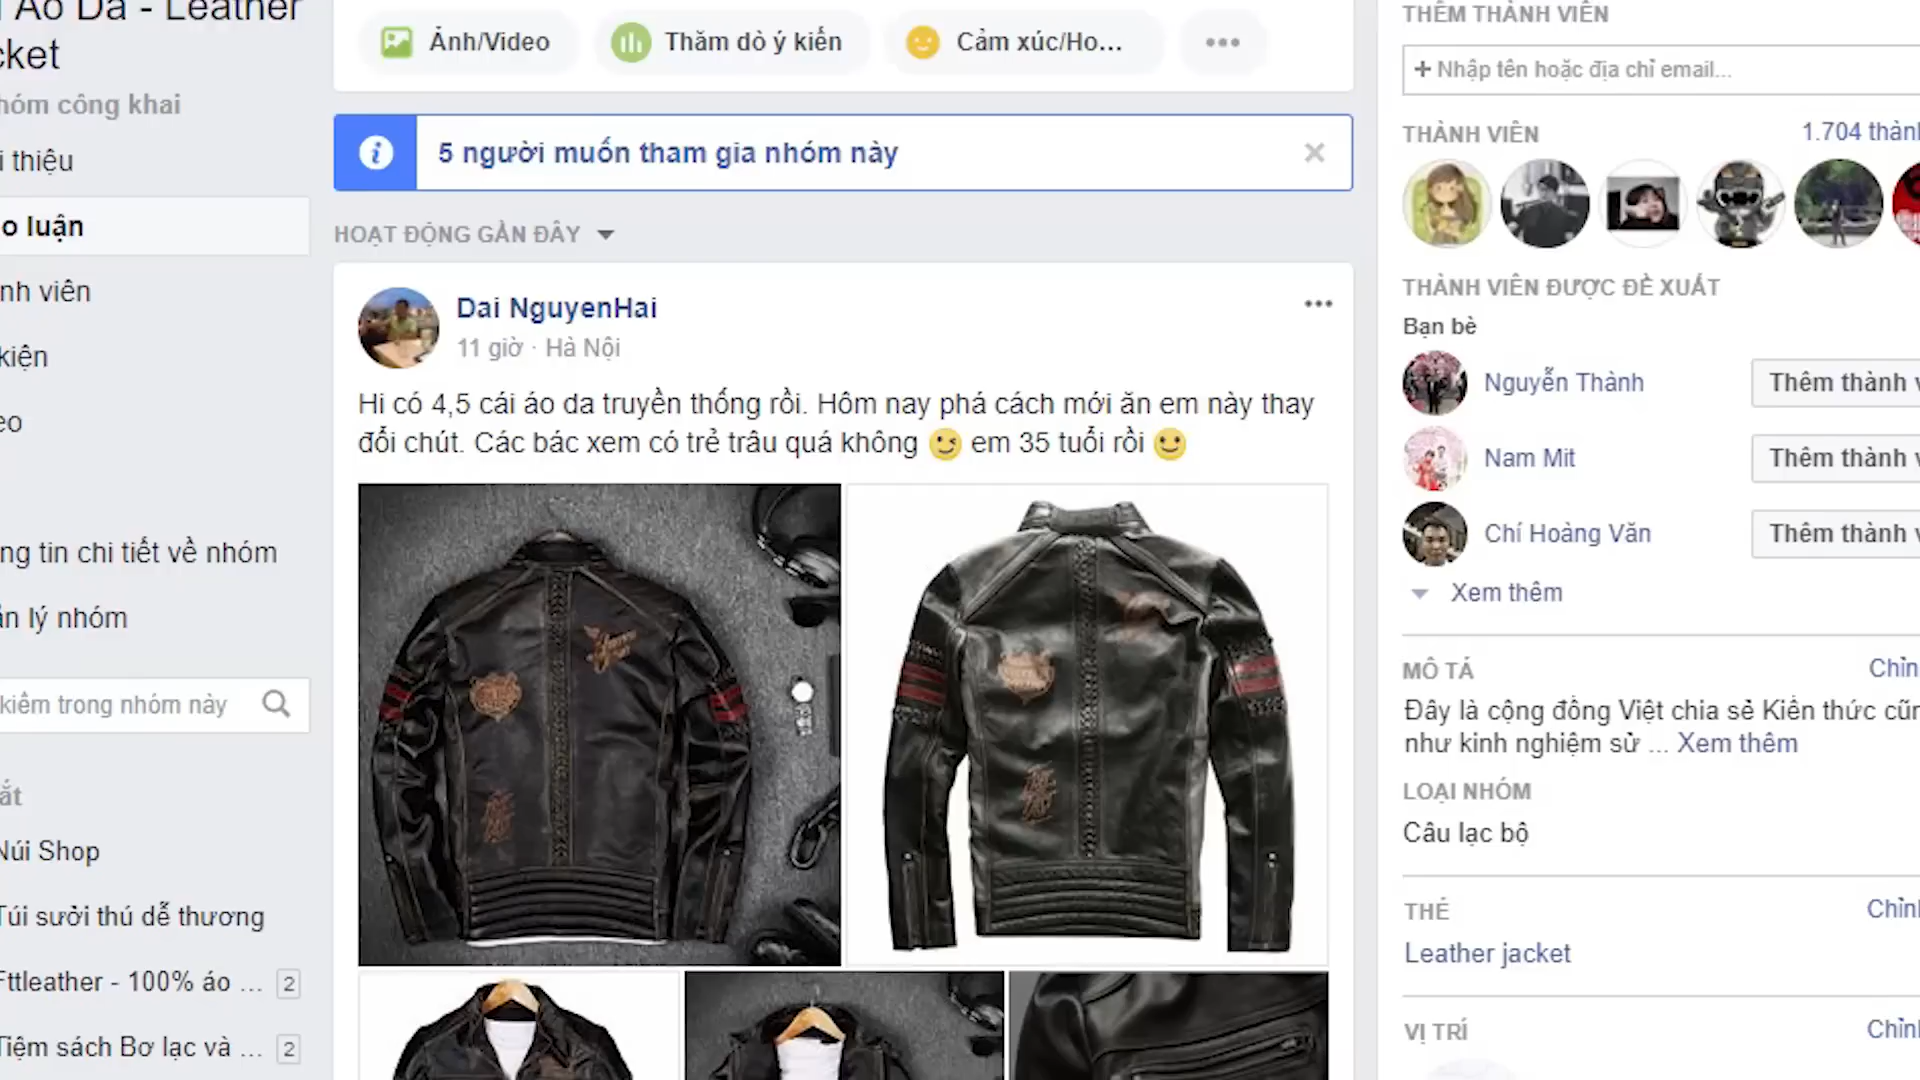 Áo Da - Leather
cket
hóm công khai
i thiệu
o luận
nh viên
kiện
eo
ng tin chi tiết về nhóm
ản lý nhóm
kiếm trong nhóm này
ắt
Núi Shop
Túi sưởi thú dễ thương
Fttleather - 100% áo ... 2
Tiệm sách Bơ lạc và ... 2
Ảnh/Video
Thăm dò ý kiến
Cảm xúc/Ho...
5 người muốn tham gia nhóm này
HOẠT ĐỘNG GẦN ĐÂY
Dai NguyenHai
11 giờ · Hà Nội
Hi có 4,5 cái áo da truyền thống rồi. Hôm nay phá cách mới ăn em này thay
đổi chút. Các bác xem có trẻ trâu quá không 😉 em 35 tuổi rồi 🙂
THÊM THÀNH VIÊN
+ Nhập tên hoặc địa chỉ email...
THÀNH VIÊN
1.704 thành
THÀNH VIÊN ĐƯỢC ĐỀ XUẤT
Bạn bè
Nguyễn Thành
Thêm thành v
Nam Mit
Thêm thành v
Chí Hoàng Văn
Thêm thành v
Xem thêm
MÔ TẢ
Chỉn
Đây là cộng đồng Việt chia sẻ Kiến thức cũn
như kinh nghiệm sử ... Xem thêm
LOẠI NHÓM
Câu lạc bộ
THẺ
Chỉnh
Leather jacket
VỊ TRÍ
Chỉnh